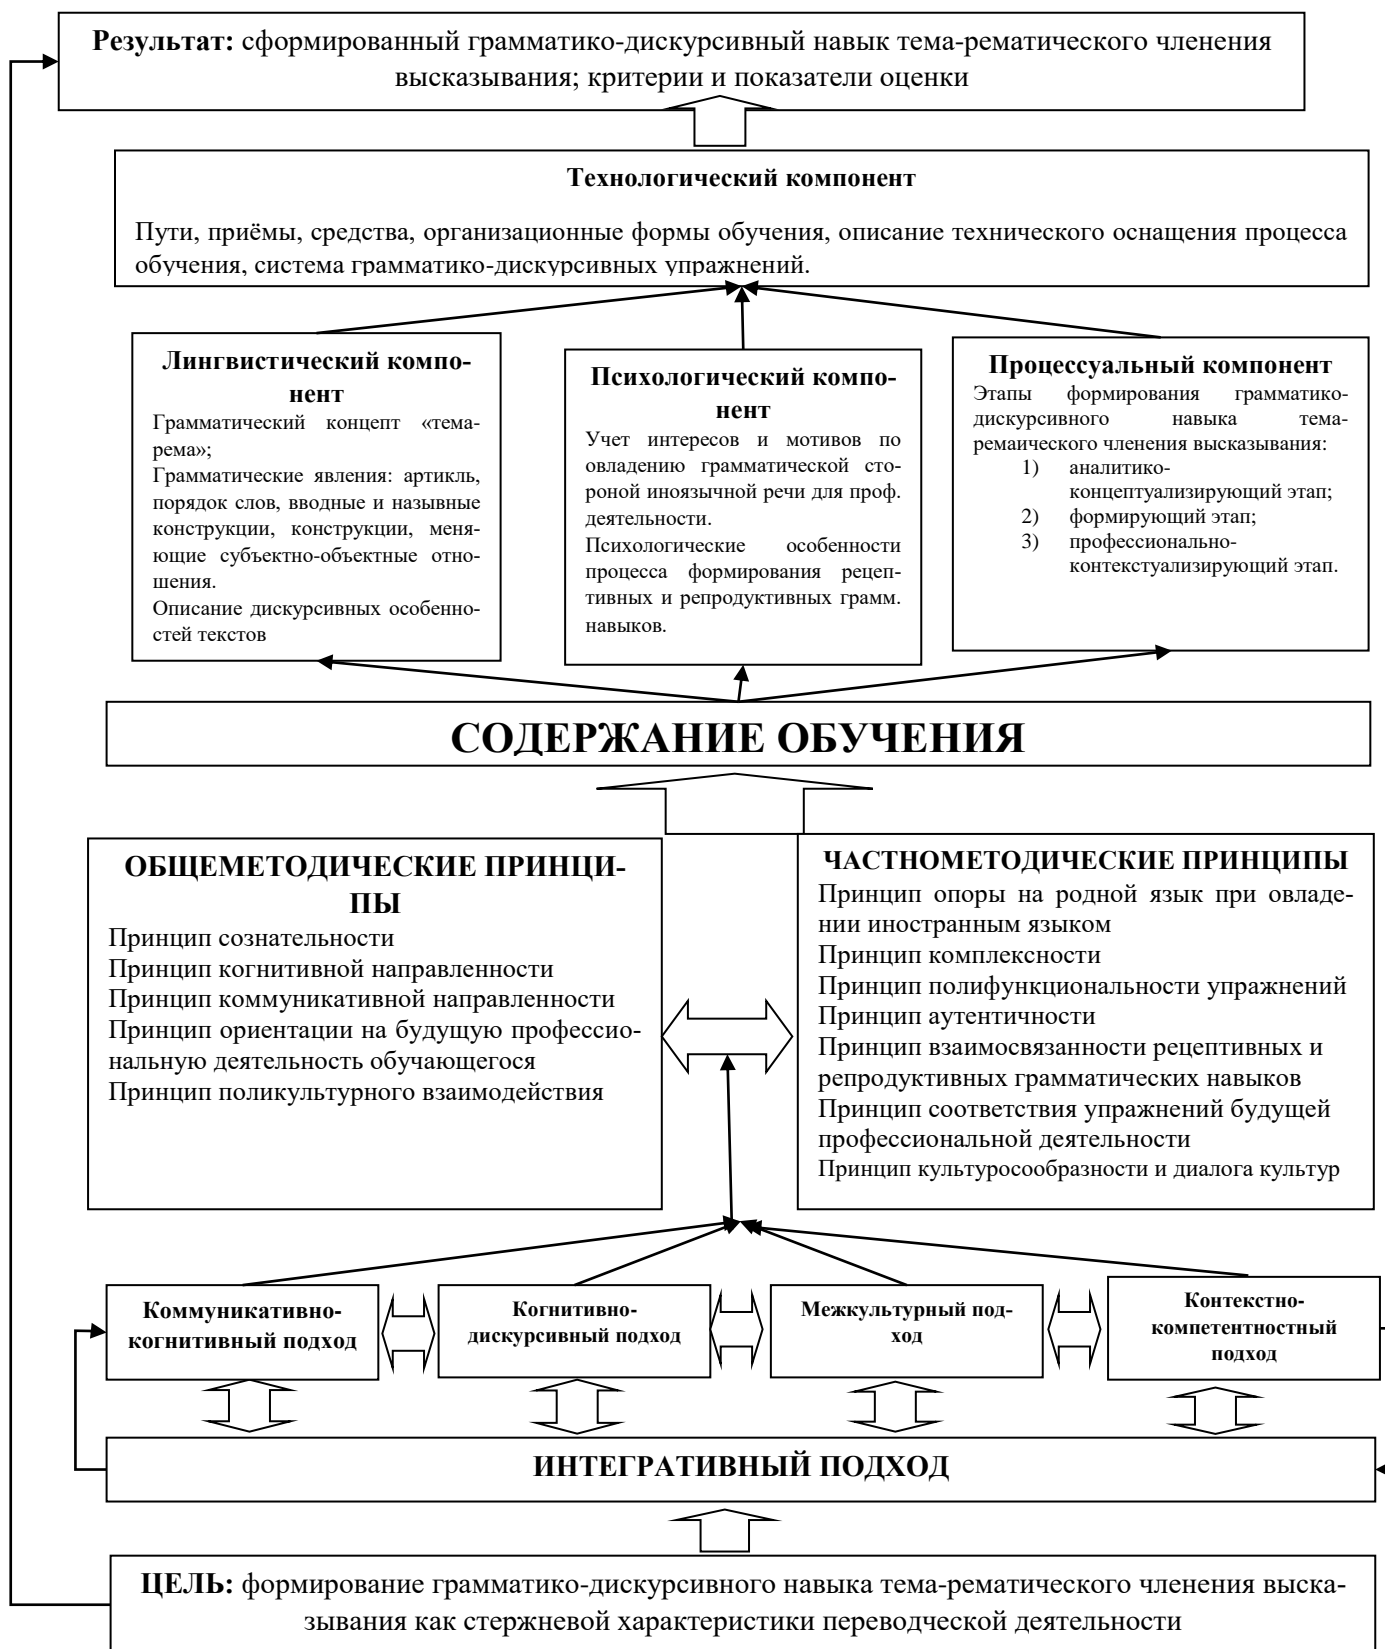 Результат: сформированный грамматико-дискурсивный навык тема-рематического членения
высказывания; критерии и показатели оценки
Технологический компонент
Пути, приёмы, средства, организационные формы обучения, описание технического оснащения процесса
обучения, система грамматико-дискурсивных упражнений.
Лингвистический компо-
нент
Грамматический концепт «тема-
рема»;
Грамматические явления: артикль,
порядок слов, вводные и назывные
конструкции, конструкции, меня-
ющие субъектно-объектные отно-
шения.
Описание дискурсивных особенно-
стей текстов
Психологический компо-
нент
Учет интересов и мотивов по
овладению грамматической сто-
роной иноязычной речи для проф.
деятельности.
Психологические особенности
процесса формирования рецеп-
тивных и репродуктивных грамм.
навыков.
Процессуальный компонент
Этапы формирования грамматико-
дискурсивного навыка тема-
ремаического членения высказывания:
1) аналитико-
концептуализирующий этап;
2) формирующий этап;
3) профессионально-
контекстуализирующий этап.
СОДЕРЖАНИЕ ОБУЧЕНИЯ
ОБЩЕМЕТОДИЧЕСКИЕ ПРИНЦИ-
ПЫ
Принцип сознательности
Принцип когнитивной направленности
Принцип коммуникативной направленности
Принцип ориентации на будущую профессио-
нальную деятельность обучающегося
Принцип поликультурного взаимодействия
ЧАСТНОМЕТОДИЧЕСКИЕ ПРИНЦИПЫ
Принцип опоры на родной язык при овладе-
нии иностранным языком
Принцип комплексности
Принцип полифункциональности упражнений
Принцип аутентичности
Принцип взаимосвязанности рецептивных и
репродуктивных грамматических навыков
Принцип соответствия упражнений будущей
профессиональной деятельности
Принцип культуросообразности и диалога культур
Коммуникативно-
когнитивный подход
Когнитивно-
дискурсивный подход
Межкультурный под-
ход
Контекстно-
компетентностный
подход
ИНТЕГРАТИВНЫЙ ПОДХОД
ЦЕЛЬ: формирование грамматико-дискурсивного навыка тема-рематического членения выска-
зывания как стержневой характеристики переводческой деятельности